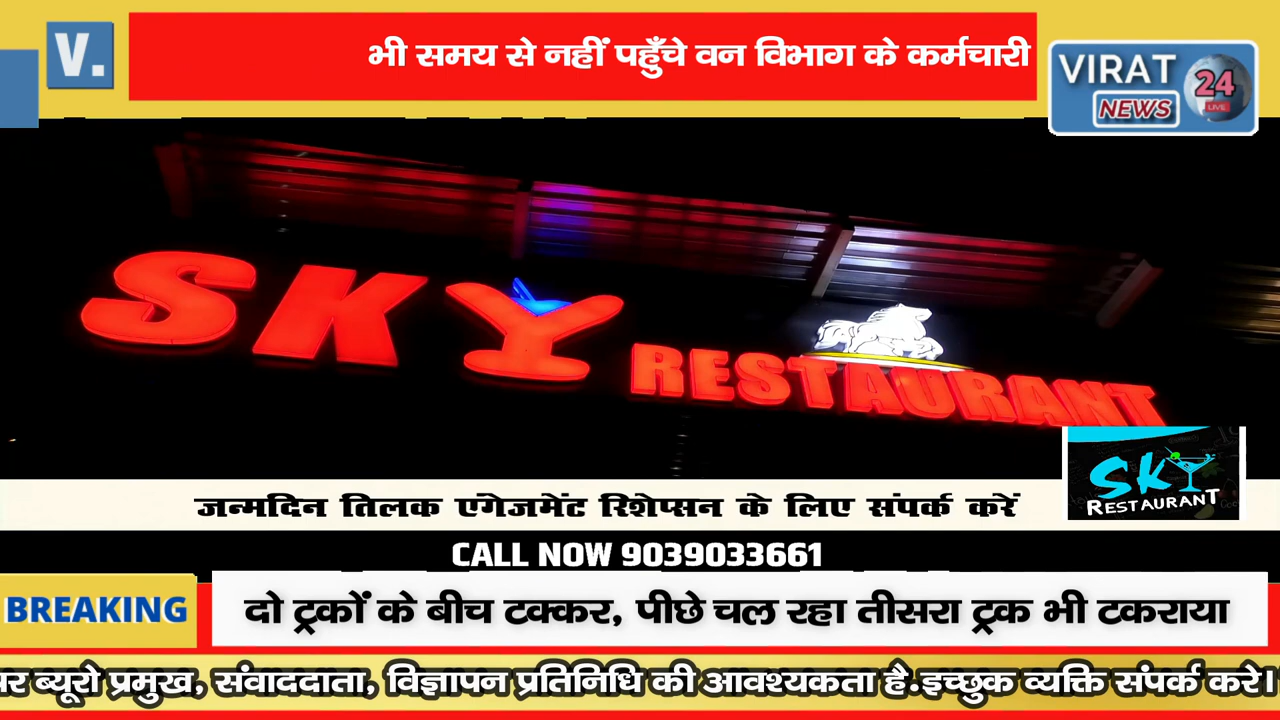 V.
भी समय से नहीं पहुँचे वन विभाग के कर्मचारी
VIRAT
24
LIVE
NEWS
SKY RESTAURANT
SKY
RESTAURANT
जन्मदिन तिलक एंगेजमेंट रिशेप्सन के लिए संपर्क करें
CALL NOW 9039033661
BREAKING
दो ट्रकों के बीच टक्कर, पीछे चल रहा तीसरा ट्रक भी टकराया
पर ब्यूरो प्रमुख, संवाददाता, विज्ञापन प्रतिनिधि की आवश्यकता है.इच्छुक व्यक्ति संपर्क करे।